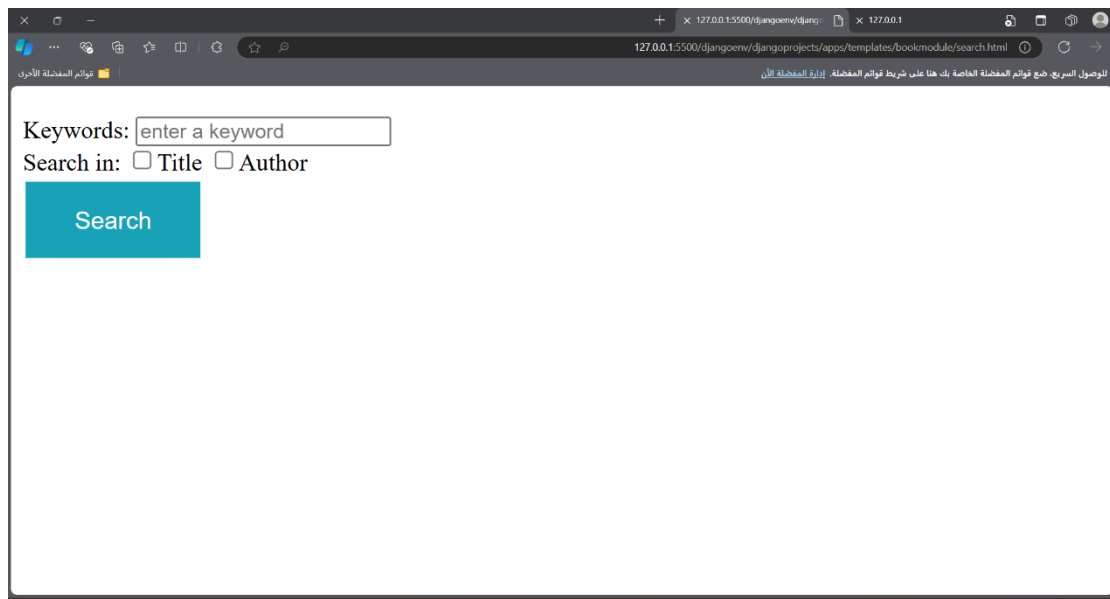 127.0.0.1
127.0.0.1:5500/djangoenv/django
127.0.0.1:5500/djangoenv/djangoprojects/apps/templates/bookmodule/search.html
للوصول السريع، ضع قوائم المفضلة الخاصة بك هنا على شريط قوائم المفضلة. إدارة المفضلة الآن
قوائم المفضلة الأخرى
Keywords: enter a keyword
Search in: Title Author
Search